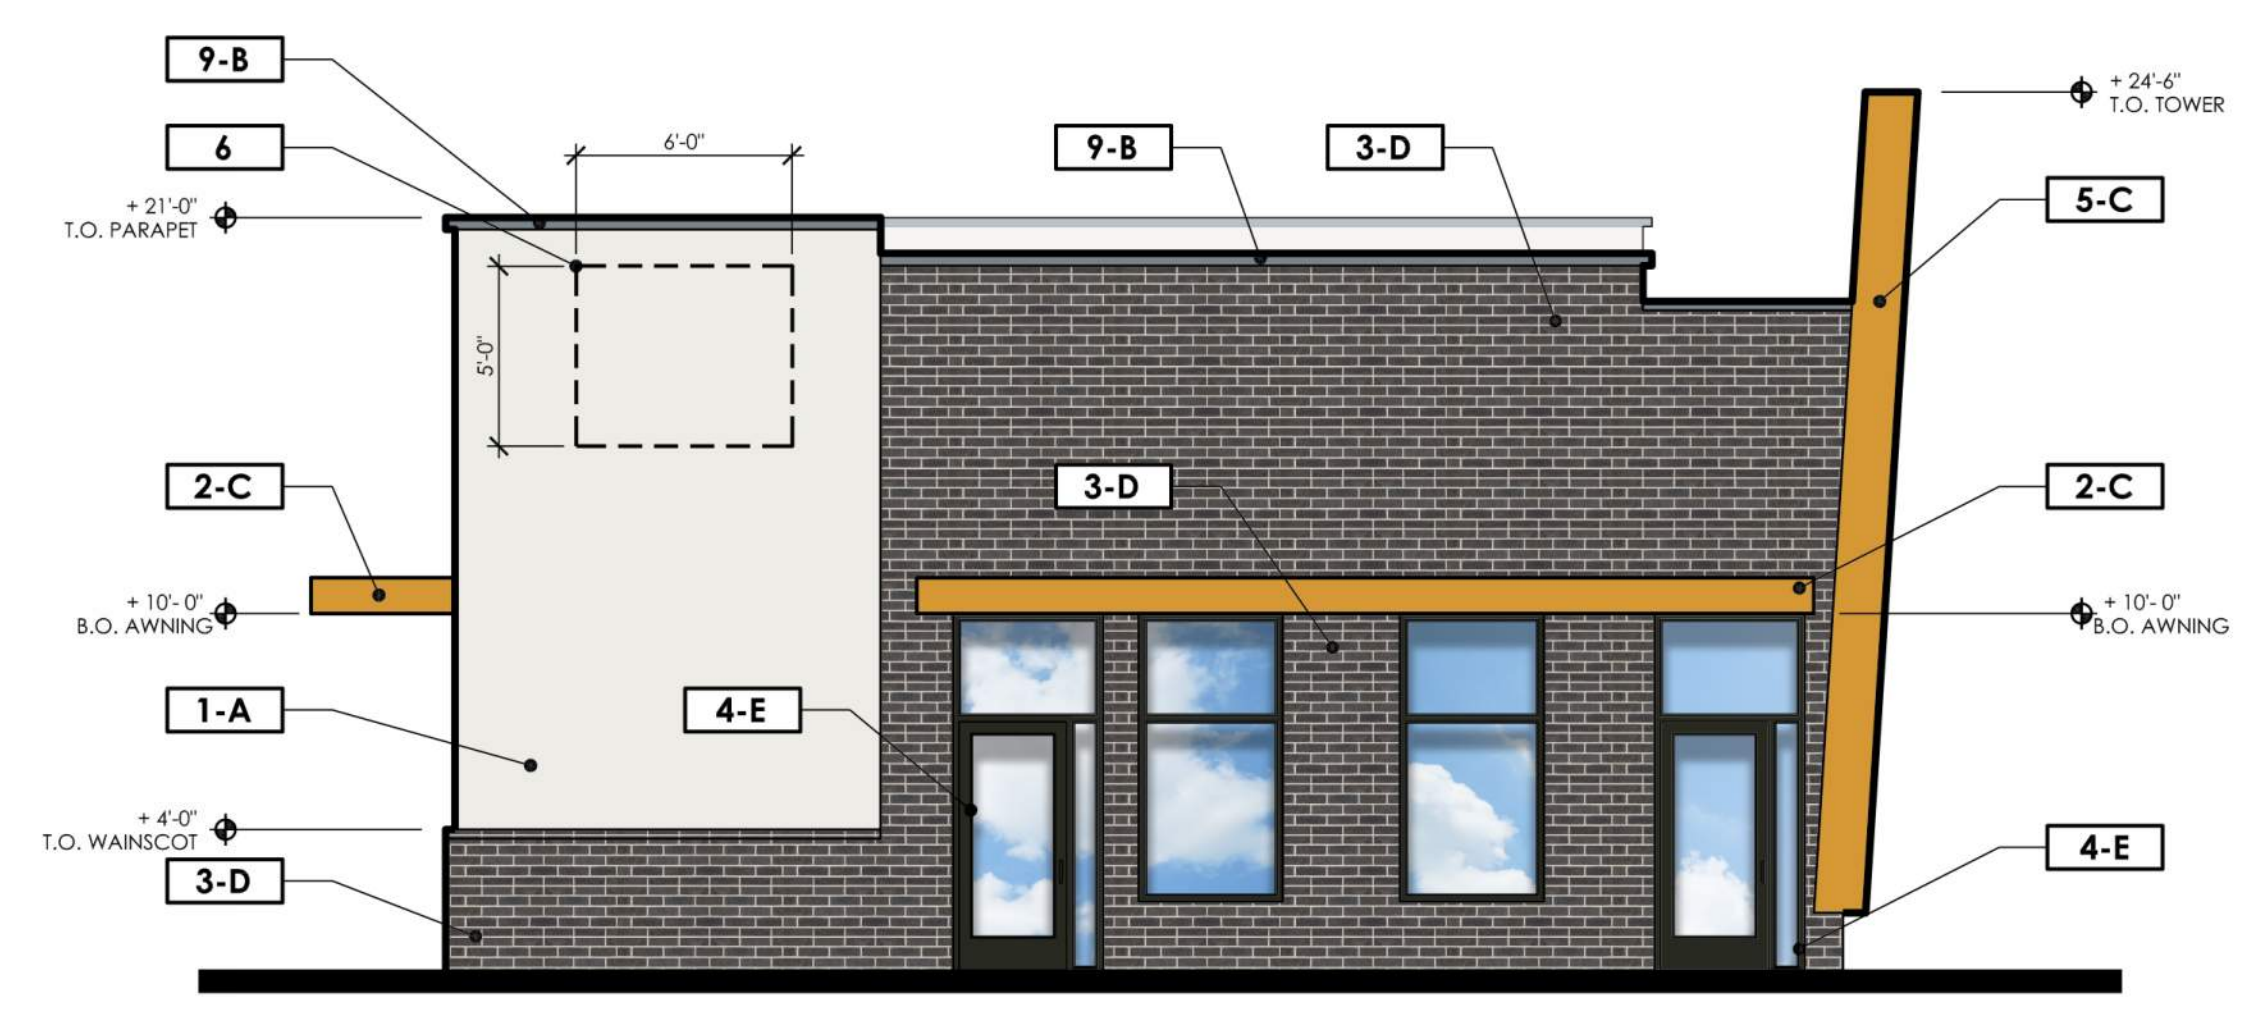 9-B
+ 24'-6"
T.O. TOWER
6
6'-0"
9-B
3-D
5-C
+ 21'-0"
T.O. PARAPET
5'-0"
2-C
3-D
2-C
+ 10'- 0"
B.O. AWNING
+ 10'- 0"
B.O. AWNING
1-A
4-E
+ 4'-0"
T.O. WAINSCOT
4-E
3-D